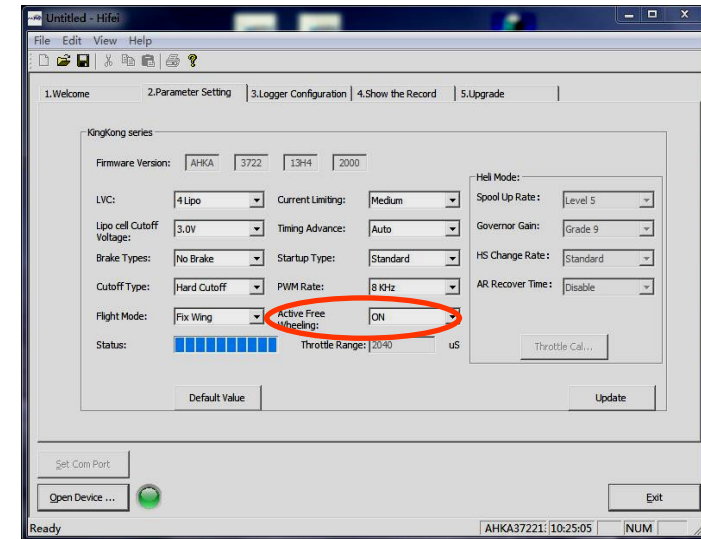 Untitled - Hifei
File Edit View Help
1.Welcome 2.Parameter Setting 3.Logger Configuration 4.Show the Record 5.Upgrade
KingKong series
Firmware Version: AHKA 3722 13H4 2000
Heli Mode:
LVC: 4 Lipo Current Limiting: Medium Spool Up Rate: Level 5
Lipo cell Cutoff Voltage: 3.0V Timing Advance: Auto Governor Gain: Grade 9
Brake Types: No Brake Startup Type: Standard HS Change Rate: Standard
Cutoff Type: Hard Cutoff PWM Rate: 8 KHz AR Recover Time: Disable
Flight Mode: Fix Wing Active Free Wheeling: ON
Status: Throttle Range: 2040 uS Throttle Cal...
Default Value Update
Set Com Port
Open Device ... Exit
Ready AHKA37221: 10:25:05 NUM